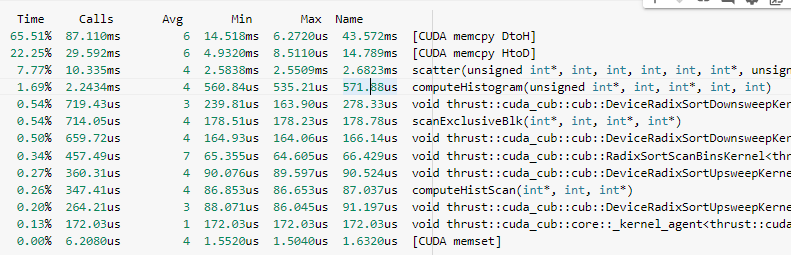 Time Calls Avg Min Max Name
65.51% 87.110ms 6 14.518ms 6.2720us 43.572ms [CUDA memcpy DtoH]
22.25% 29.592ms 6 4.9320ms 8.5110us 14.789ms [CUDA memcpy HtoD]
7.77% 10.335ms 4 2.5838ms 2.5509ms 2.6823ms scatter(unsigned int*, int, int, int, int, int*, unsign
1.69% 2.2434ms 4 560.84us 535.21us 571.88us computeHistogram(unsigned int*, int, int*, int, int)
0.54% 719.43us 3 239.81us 163.90us 278.33us void thrust::cuda_cub::cub::DeviceRadixSortDownsweepKer
0.54% 714.05us 4 178.51us 178.23us 178.78us scanExclusiveBlk(int*, int, int*, int*)
0.50% 659.72us 4 164.93us 164.06us 166.14us void thrust::cuda_cub::cub::DeviceRadixSortDownsweepKer
0.34% 457.49us 7 65.355us 64.605us 66.429us void thrust::cuda_cub::cub::RadixSortScanBinsKernel<thr
0.27% 360.31us 4 90.076us 89.597us 90.524us void thrust::cuda_cub::cub::DeviceRadixSortUpsweepKerne
0.26% 347.41us 4 86.853us 86.653us 87.037us computeHistScan(int*, int, int*)
0.20% 264.21us 3 88.071us 86.045us 91.197us void thrust::cuda_cub::cub::DeviceRadixSortUpsweepKerne
0.13% 172.03us 1 172.03us 172.03us 172.03us void thrust::cuda_cub::core::_kernel_agent<thrust::cuda
0.00% 6.2080us 4 1.5520us 1.5040us 1.6320us [CUDA memset]